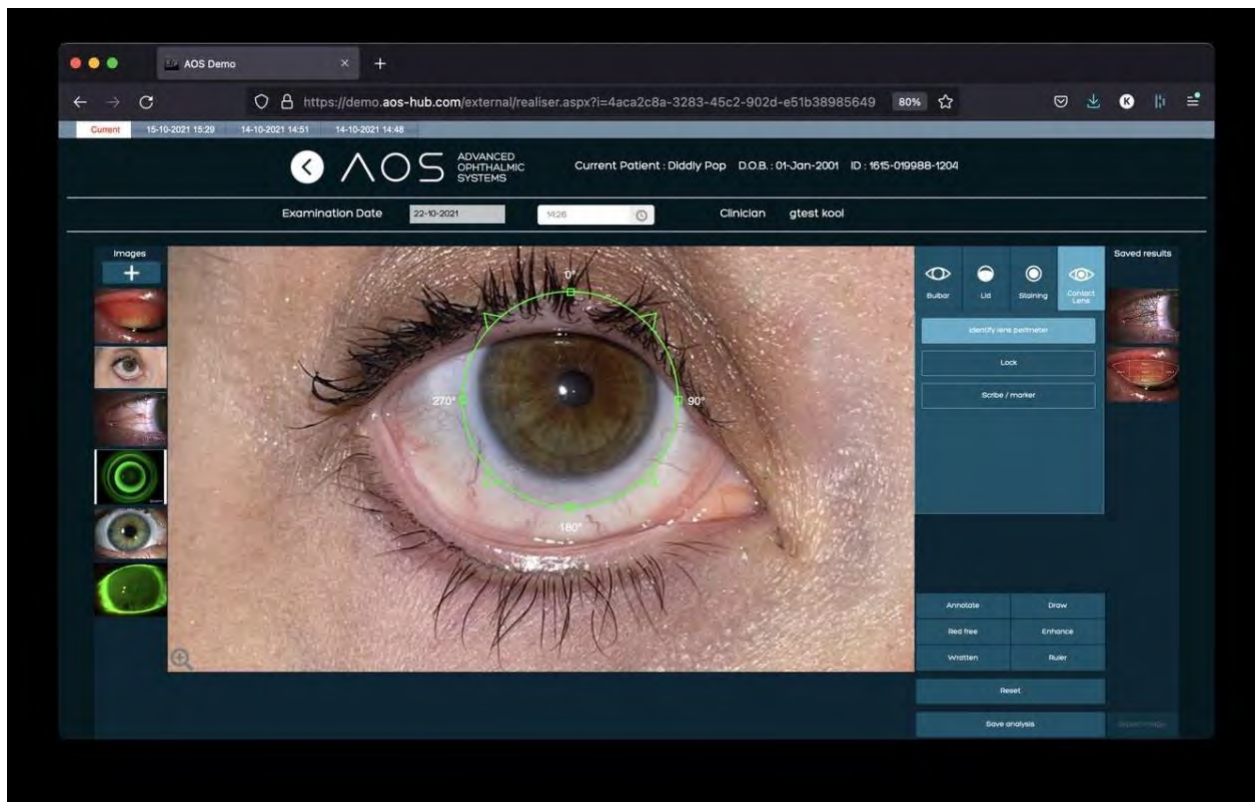 AOS Demo
https://demo.aos-hub.com/external/realiser.aspx?i=4aca2c8a-3283-45c2-902d-e51b38985649 80%
K
Current 15-10-2021 15:29 14-10-2021 14:51 14-10-2021 14:48
AOS ADVANCED OPHTHALMIC SYSTEMS
Current Patient : Diddly Pop D.O.B. : 01-Jan-2001 ID : 1615-019988-1204
Examination Date 22-10-2021 14:26 Clinician gtest kool
Images
0°
270° 90°
180°
Bulbar Lid Staining Contact Lens
Identify lens perimeter
Lock
Scribe / marker
Saved results
Annotate Draw
Red free Enhance
Wratten Ruler
Reset
Save analysis